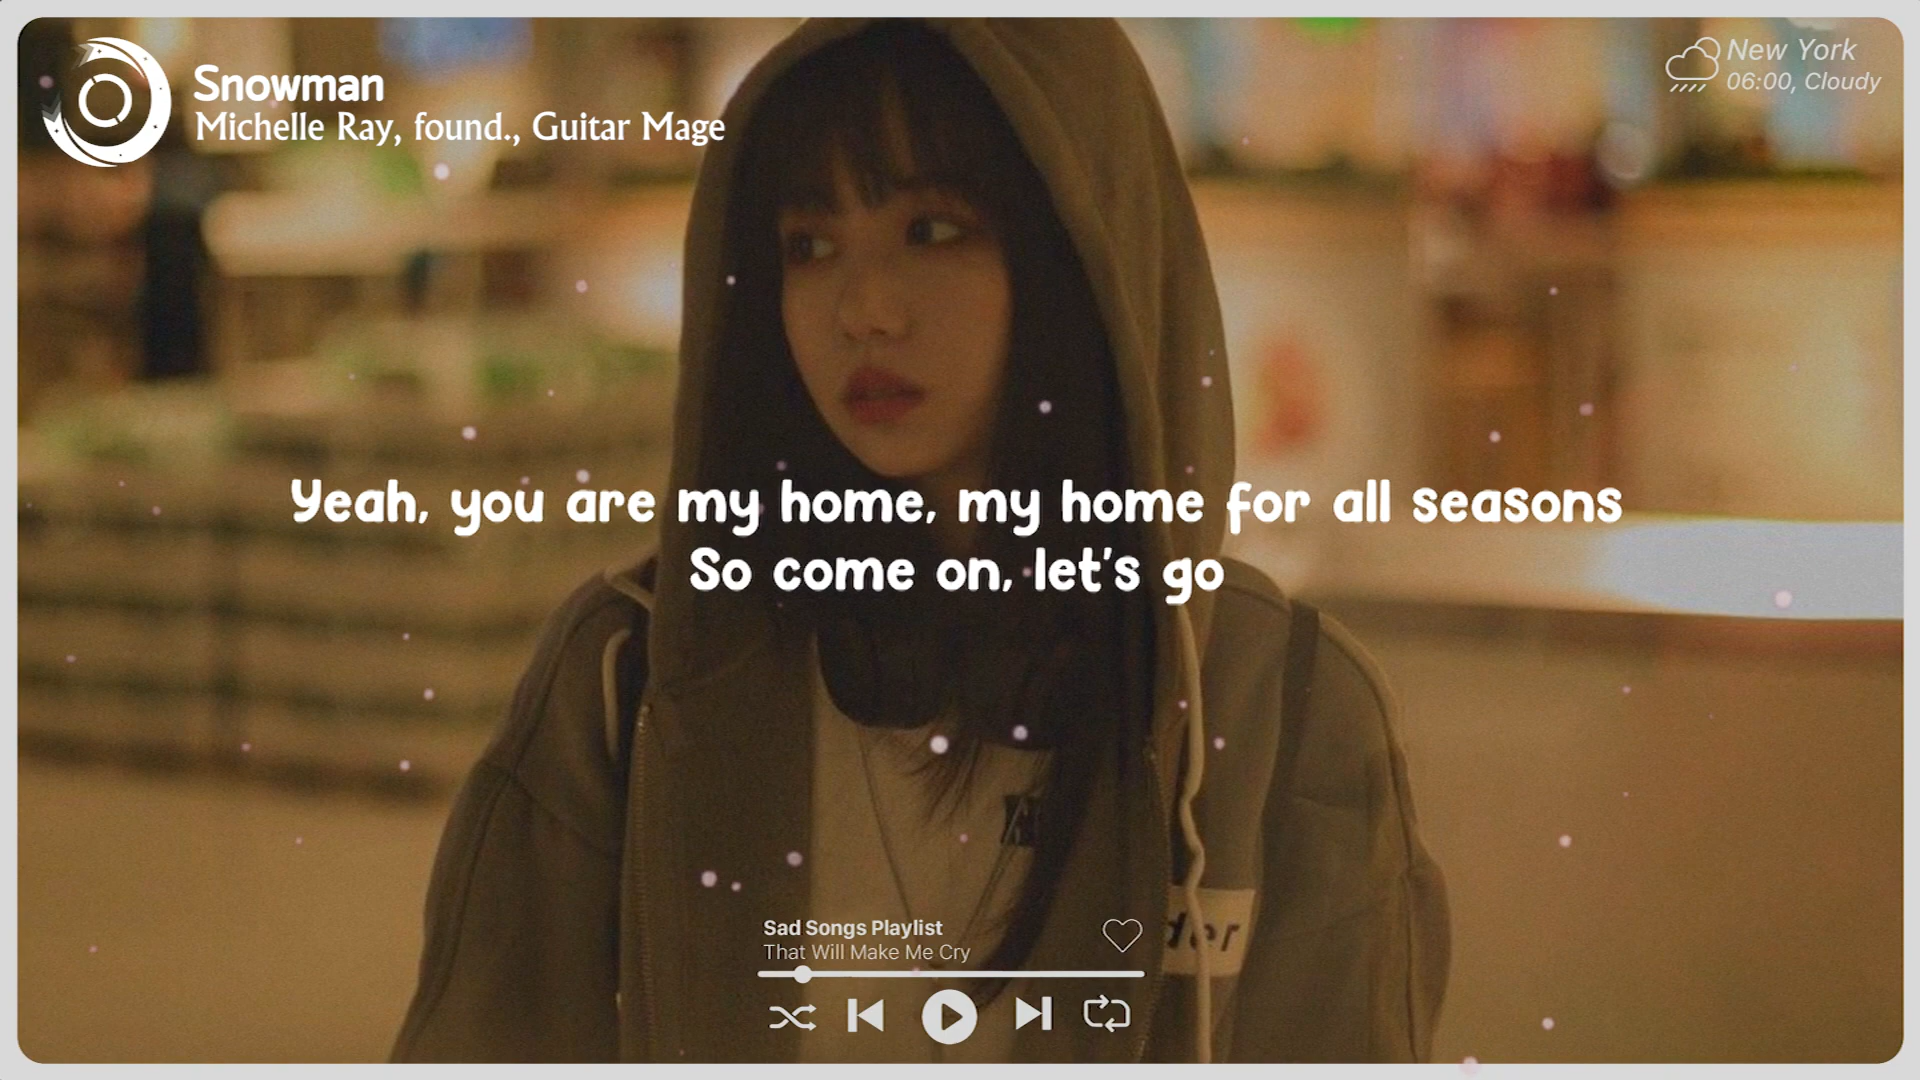 Snowman
Michelle Ray, found., Guitar Mage
New York
06:00, Cloudy
Yeah, you are my home, my home for all seasons
So come on, let's go
Sad Songs Playlist
That Will Make Me Cry
der